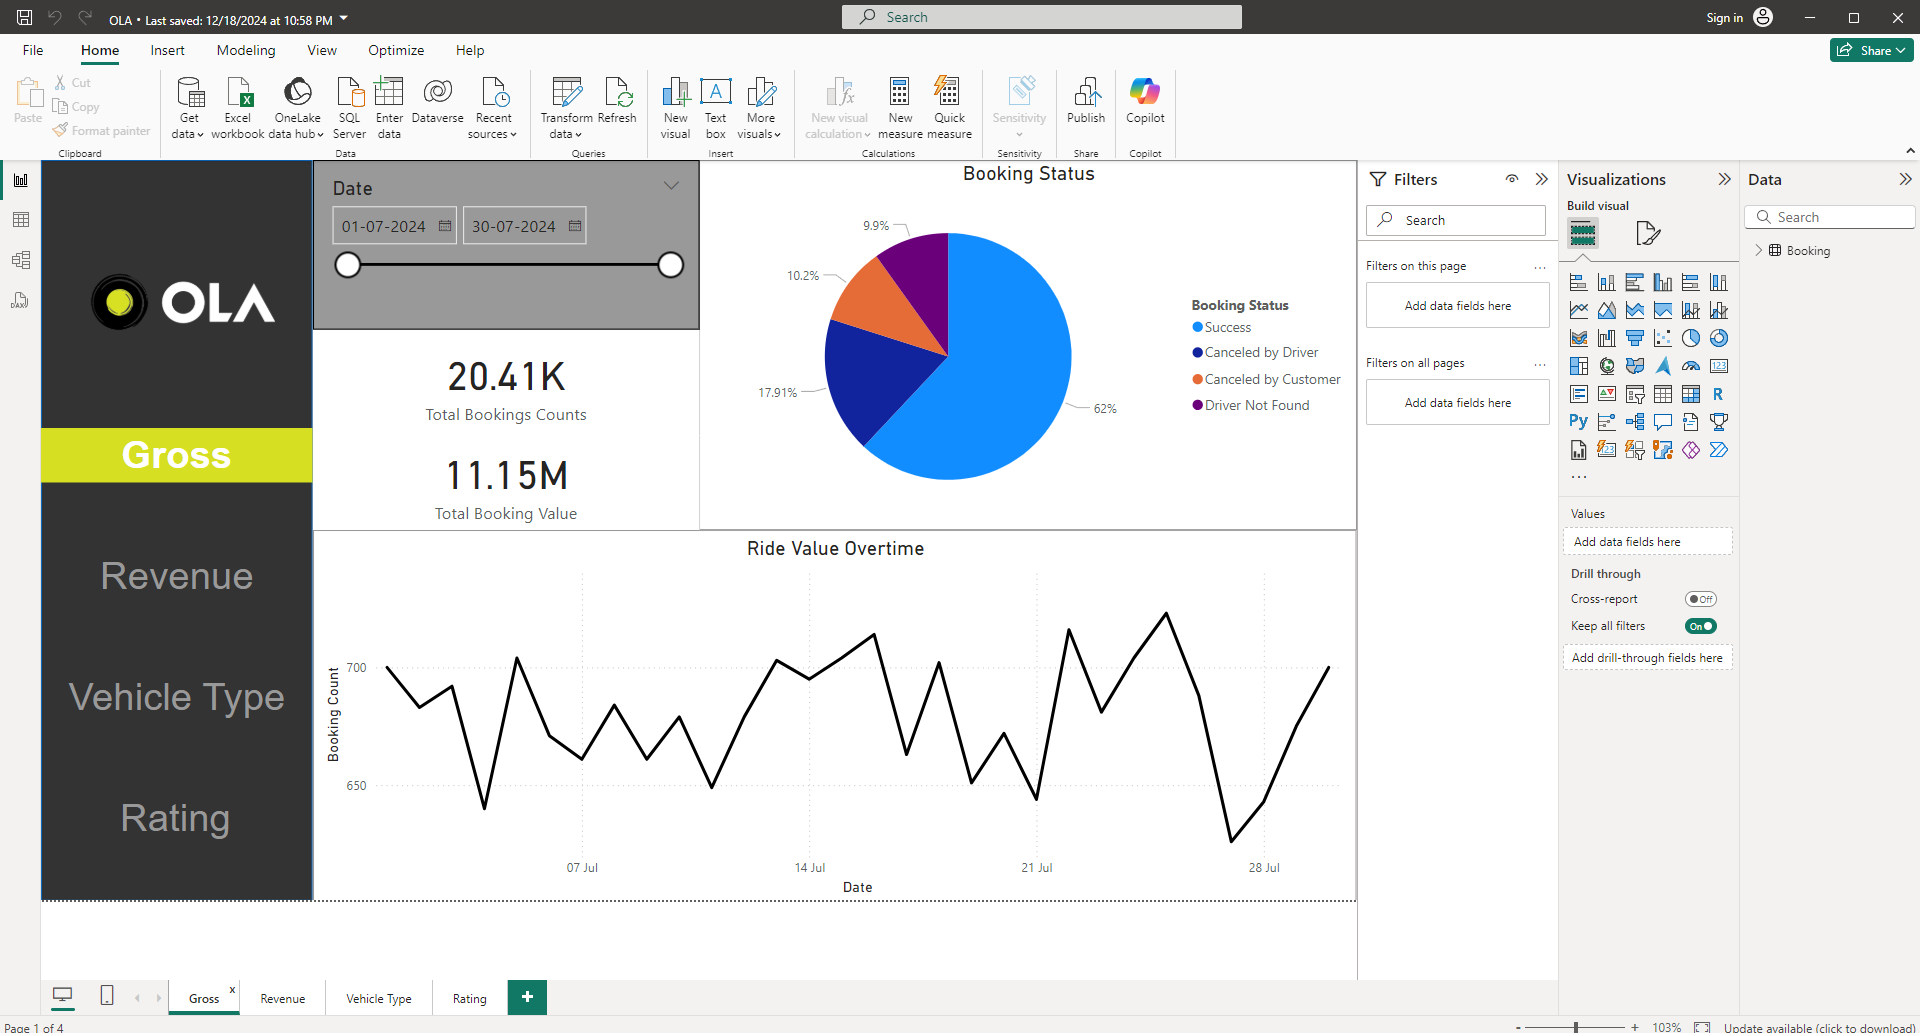 OLA • Last saved: 12/18/2024 at 10:58 PM
Search
Sign in
File Home Insert Modeling View Optimize Help
Share
Paste
Cut
Copy
Format painter
Clipboard
Get data
Excel workbook
OneLake data hub
SQL Server
Enter data
Dataverse
Recent sources
Data
Transform data
Refresh
Queries
New visual
Text box
More visuals
Insert
New visual calculation
New measure
Quick measure
Calculations
Sensitivity
Sensitivity
Publish
Share
Copilot
Copilot
OLA
Gross
Revenue
Vehicle Type
Rating
Date
01-07-2024 30-07-2024
20.41K
Total Bookings Counts
11.15M
Total Booking Value
Booking Status
9.9%
10.2%
17.91%
62%
Booking Status
Success
Canceled by Driver
Canceled by Customer
Driver Not Found
Ride Value Overtime
Booking Count
700
650
07 Jul 14 Jul 21 Jul 28 Jul
Date
Filters
Search
Filters on this page
Add data fields here
Filters on all pages
Add data fields here
Visualizations
Build visual
123
R
Py
Values
Add data fields here
Drill through
Cross-report Off
Keep all filters On
Add drill-through fields here
Data
Search
Booking
DAX
Gross x Revenue Vehicle Type Rating +
Page 1 of 4
- + 103% Update available (click to download)